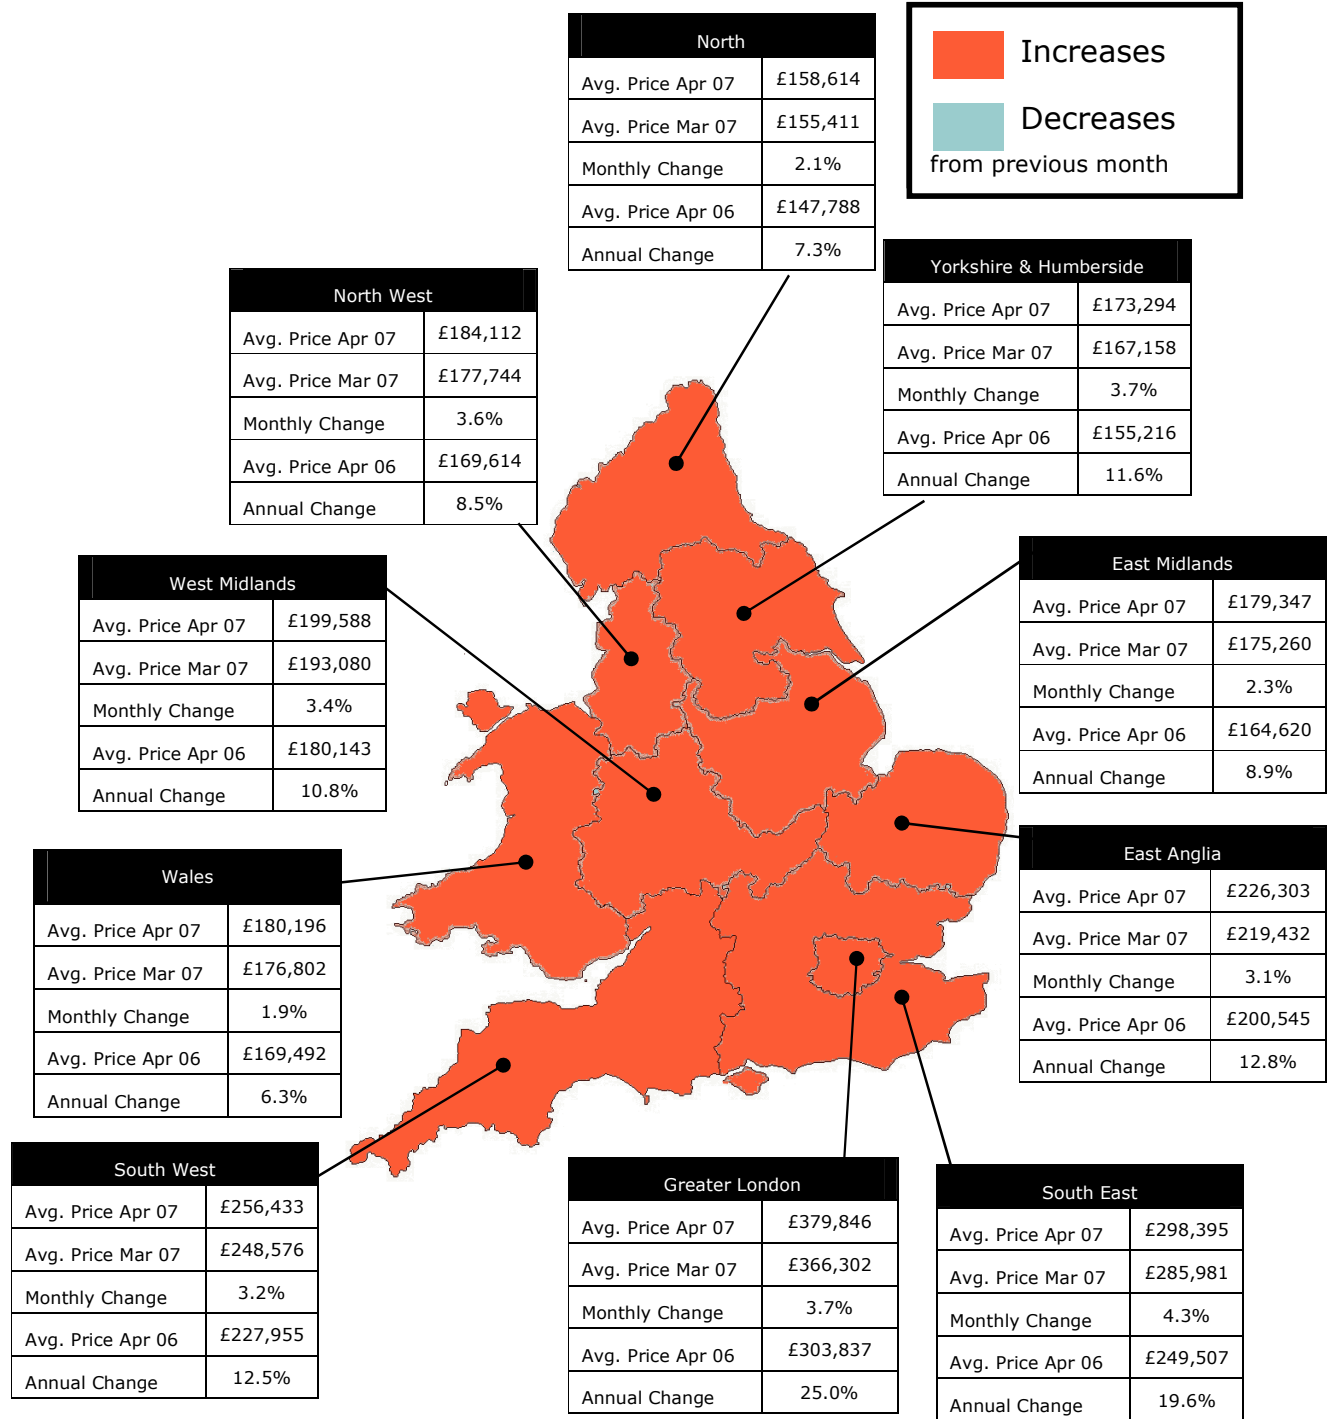 North
Avg. Price Apr 07 £158,614
Avg. Price Mar 07 £155,411
Monthly Change 2.1%
Avg. Price Apr 06 £147,788
Annual Change 7.3%
Increases
Decreases
from previous month
Yorkshire & Humberside
Avg. Price Apr 07 £173,294
Avg. Price Mar 07 £167,158
Monthly Change 3.7%
Avg. Price Apr 06 £155,216
Annual Change 11.6%
North West
Avg. Price Apr 07 £184,112
Avg. Price Mar 07 £177,744
Monthly Change 3.6%
Avg. Price Apr 06 £169,614
Annual Change 8.5%
West Midlands
Avg. Price Apr 07 £199,588
Avg. Price Mar 07 £193,080
Monthly Change 3.4%
Avg. Price Apr 06 £180,143
Annual Change 10.8%
East Midlands
Avg. Price Apr 07 £179,347
Avg. Price Mar 07 £175,260
Monthly Change 2.3%
Avg. Price Apr 06 £164,620
Annual Change 8.9%
Wales
Avg. Price Apr 07 £180,196
Avg. Price Mar 07 £176,802
Monthly Change 1.9%
Avg. Price Apr 06 £169,492
Annual Change 6.3%
East Anglia
Avg. Price Apr 07 £226,303
Avg. Price Mar 07 £219,432
Monthly Change 3.1%
Avg. Price Apr 06 £200,545
Annual Change 12.8%
South West
Avg. Price Apr 07 £256,433
Avg. Price Mar 07 £248,576
Monthly Change 3.2%
Avg. Price Apr 06 £227,955
Annual Change 12.5%
Greater London
Avg. Price Apr 07 £379,846
Avg. Price Mar 07 £366,302
Monthly Change 3.7%
Avg. Price Apr 06 £303,837
Annual Change 25.0%
South East
Avg. Price Apr 07 £298,395
Avg. Price Mar 07 £285,981
Monthly Change 4.3%
Avg. Price Apr 06 £249,507
Annual Change 19.6%